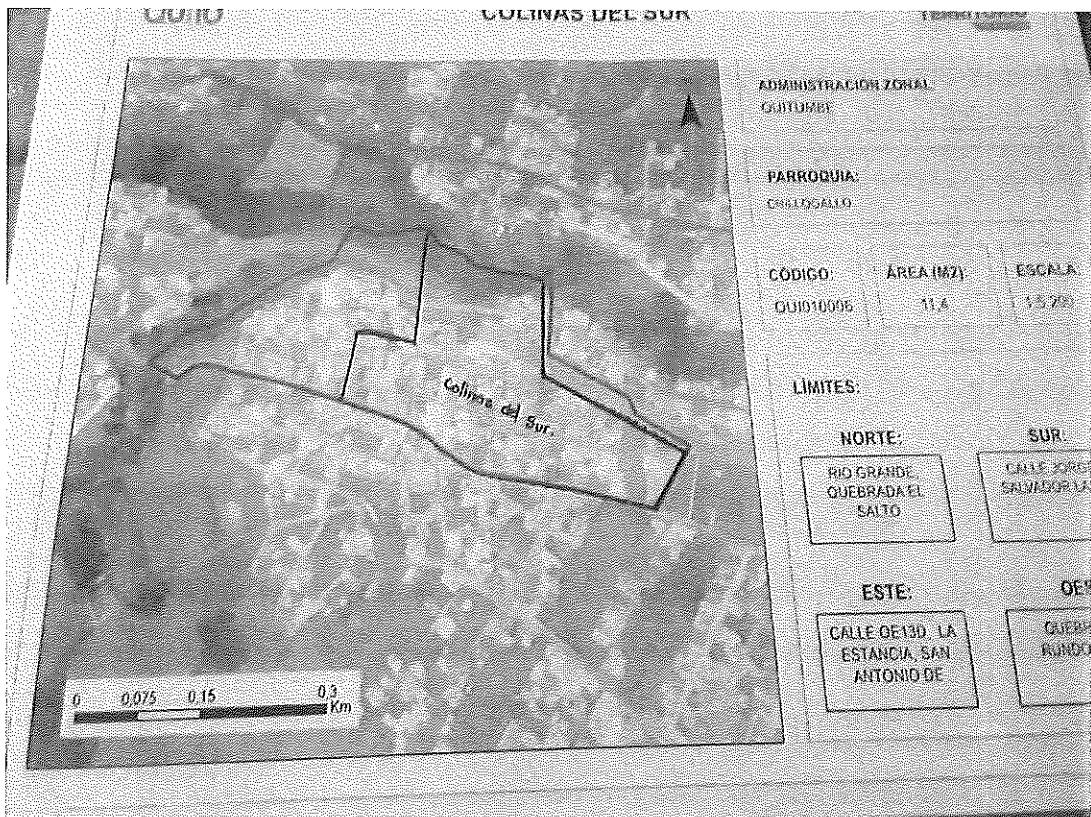 COLINAS DEL SUR
ADMINISTRACIÓN ZONAL
QUITUMBE
PARROQUIA:
CHILLOGALLO
CÓDIGO:
QUI010006
ÁREA (M2)
11,4
ESCALA
LÍMITES:
NORTE:
RIO GRANDE
QUEBRADA EL
SALTO
SUR:
CALLE JORGE
SALVADOR
ESTE:
CALLE OE13D LA
ESTANCIA, SAN
ANTONIO DE
Colinas del Sur.
0 0,075 0,15 0,3
Km